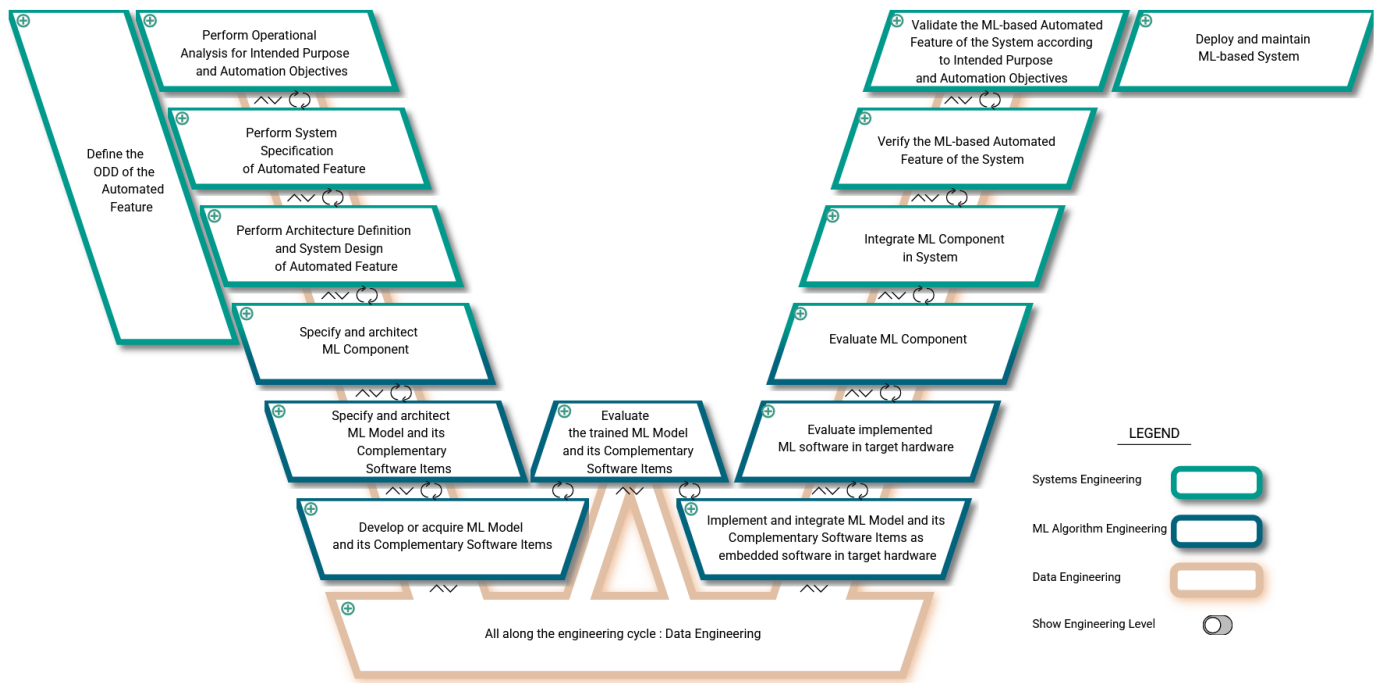 Perform Operational
Analysis for Intended Purpose
and Automation Objectives
Validate the ML-based Automated
Feature of the System according
to Intended Purpose
and Automation Objectives
Deploy and maintain
ML-based System
Define the
ODD of the
Automated
Feature
Perform System
Specification
of Automated Feature
Verify the ML-based Automated
Feature of the System
Perform Architecture Definition
and System Design
of Automated Feature
Integrate ML Component
in System
Specify and architect
ML Component
Evaluate ML Component
Specify and architect
ML Model and its
Complementary
Software Items
Evaluate
the trained ML Model
and its Complementary
Software Items
Evaluate implemented
ML software in target hardware
Develop or acquire ML Model
and its Complementary Software Items
Implement and integrate ML Model and its
Complementary Software Items as
embedded software in target hardware
All along the engineering cycle : Data Engineering
LEGEND
Systems Engineering
ML Algorithm Engineering
Data Engineering
Show Engineering Level